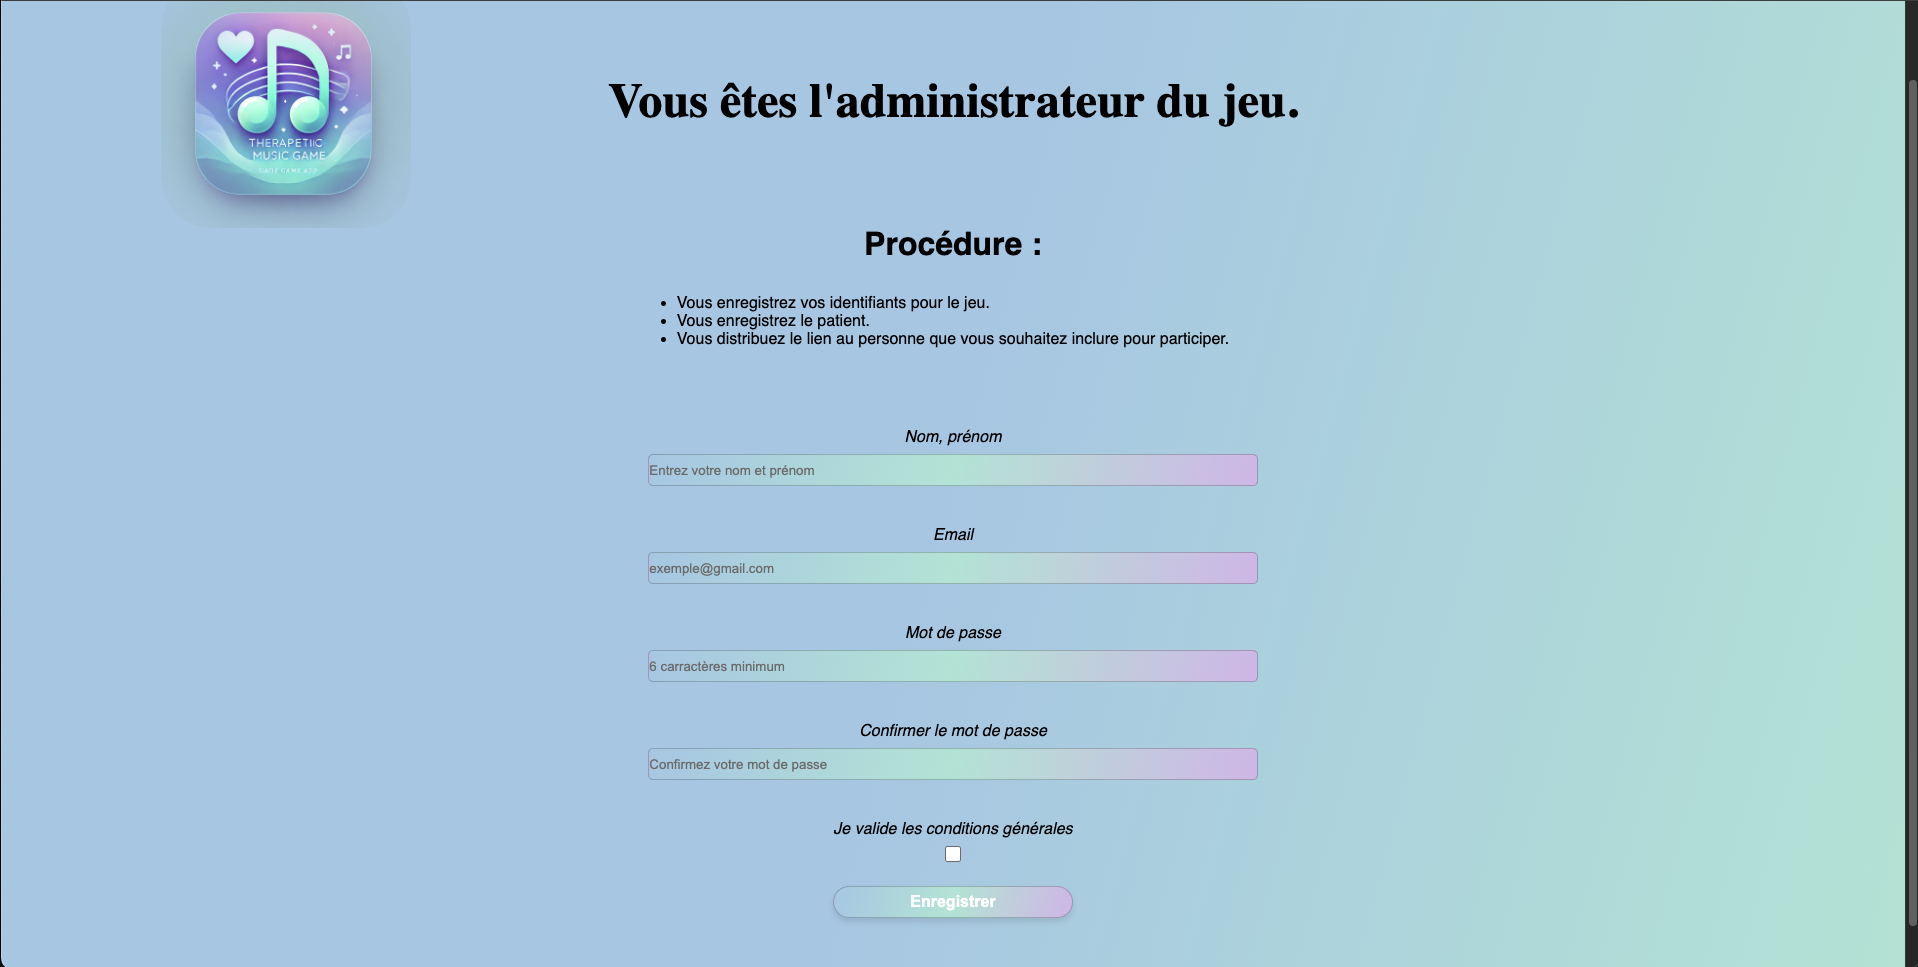 THERAPETIIC
MUSIC GAME
Vous êtes l'administrateur du jeu.
Procédure :
• Vous enregistrez vos identifiants pour le jeu.
• Vous enregistrez le patient.
• Vous distribuez le lien au personne que vous souhaitez inclure pour participer.
Nom, prénom
Entrez votre nom et prénom
Email
exemple@gmail.com
Mot de passe
6 carractères minimum
Confirmer le mot de passe
Confirmez votre mot de passe
Je valide les conditions générales
Enregistrer